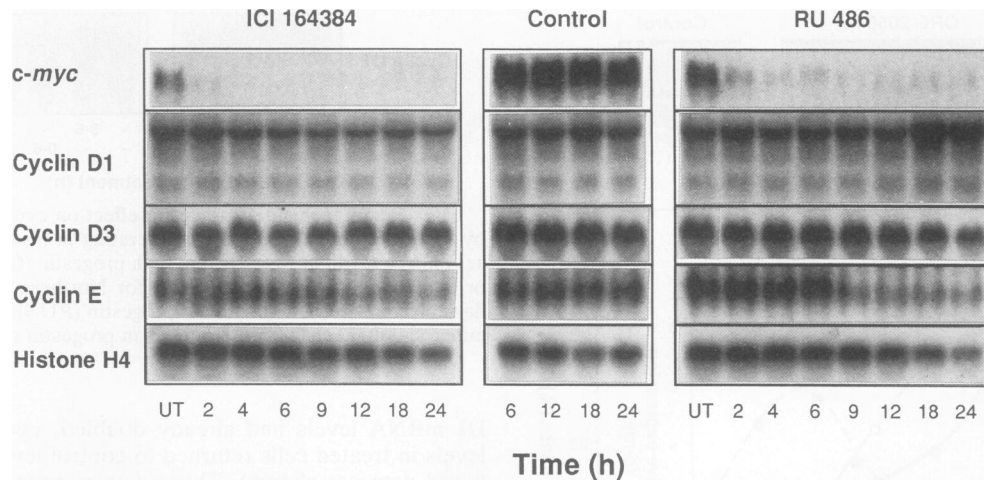 ICI 164384 Control RU 486
c-myc
Cyclin D1
Cyclin D3
Cyclin E
Histone H4
UT 2 4 6 9 12 18 24 6 12 18 24 UT 2 4 6 9 12 18 24
Time (h)